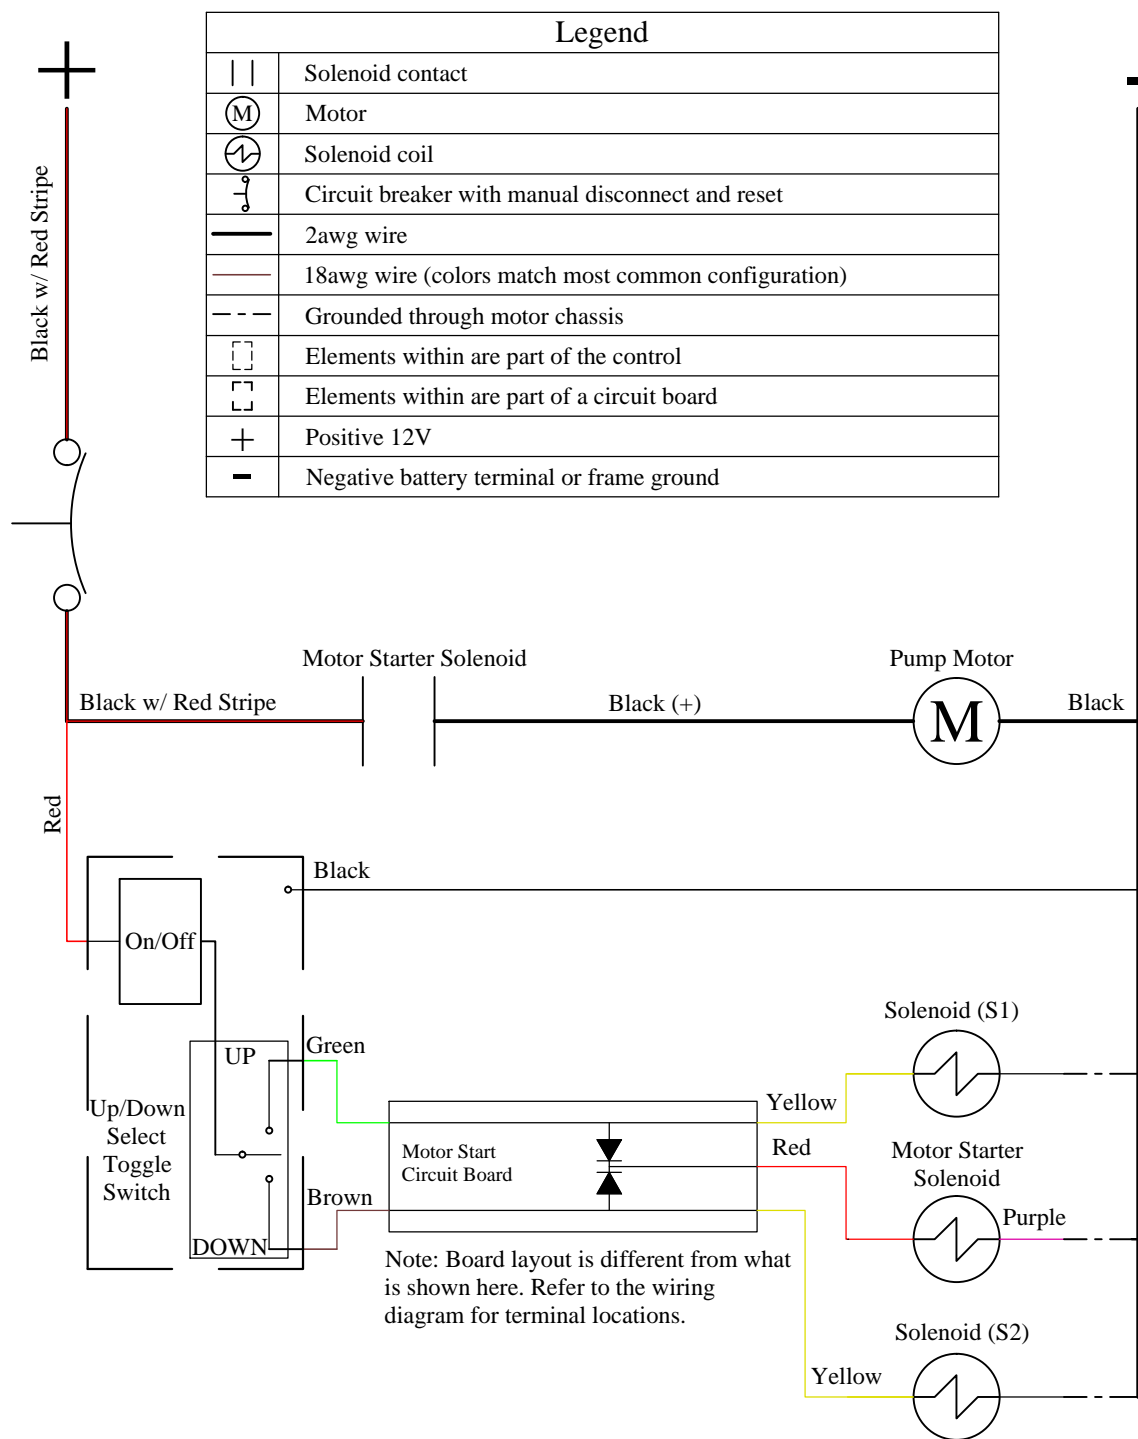 Legend
Solenoid contact
M Motor
Solenoid coil
Circuit breaker with manual disconnect and reset
2awg wire
18awg wire (colors match most common configuration)
Grounded through motor chassis
Elements within are part of the control
Elements within are part of a circuit board
+ Positive 12V
- Negative battery terminal or frame ground
+
-
Black w/ Red Stripe
Motor Starter Solenoid
Pump Motor
Black w/ Red Stripe
Black (+)
M
Black
Red
Black
On/Off
UP
Green
Up/Down
Select
Toggle
Switch
DOWN
Brown
Motor Start
Circuit Board
Yellow
Red
Yellow
Note: Board layout is different from what
is shown here. Refer to the wiring
diagram for terminal locations.
Solenoid (S1)
Motor Starter
Solenoid
Purple
Solenoid (S2)